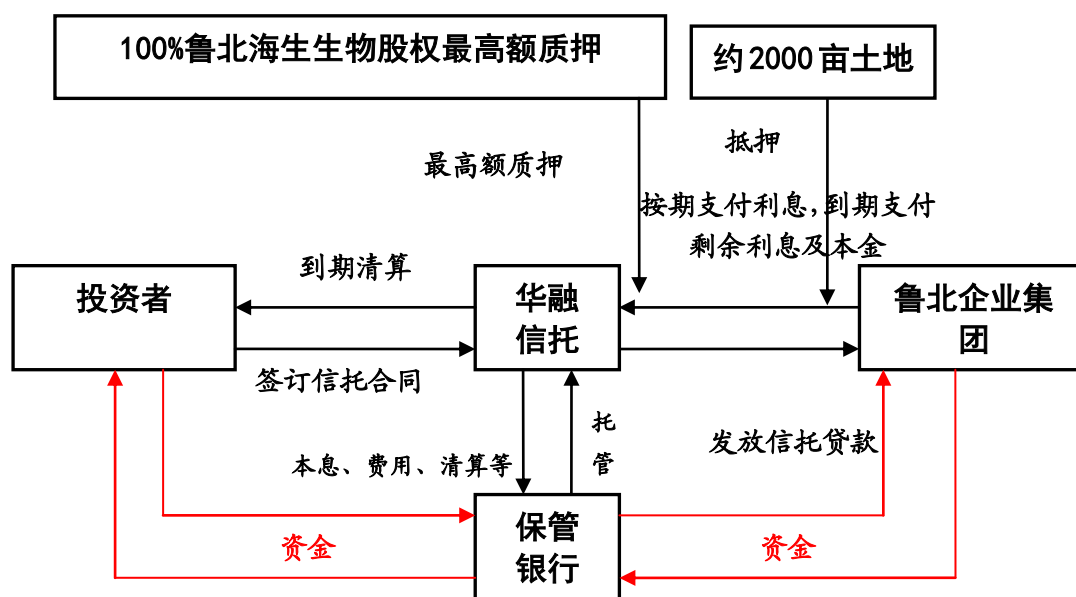 100%鲁北海生生物股权最高额质押
约2000亩土地
抵押
最高额质押
按期支付利息,到期支付
剩余利息及本金
到期清算
投资者
华融
信托
鲁北企业集
团
签订信托合同
托
管
发放信托贷款
本息、费用、清算等
保管
银行
资金
资金